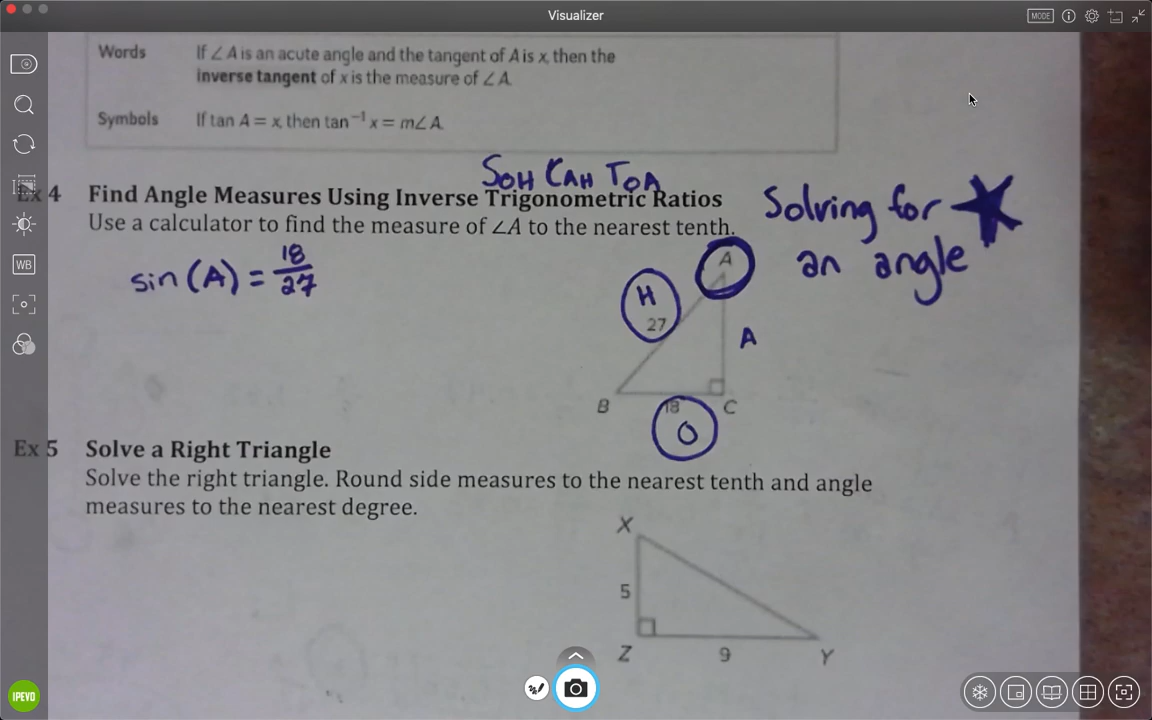 Visualizer
MODE
Words If ∠A is an acute angle and the tangent of A is x, then the
inverse tangent of x is the measure of ∠A.
Symbols If tan A = x, then tan⁻¹ x = m∠A.
SOH CAH TOA
Ex 4 Find Angle Measures Using Inverse Trigonometric Ratios
Use a calculator to find the measure of ∠A to the nearest tenth.
Solving for
an angle
sin (A) = 18/27
A
H
27
A
B
18
C
O
Ex 5 Solve a Right Triangle
Solve the right triangle. Round side measures to the nearest tenth and angle
measures to the nearest degree.
X
5
Z
9
Y
WB
IPEVO